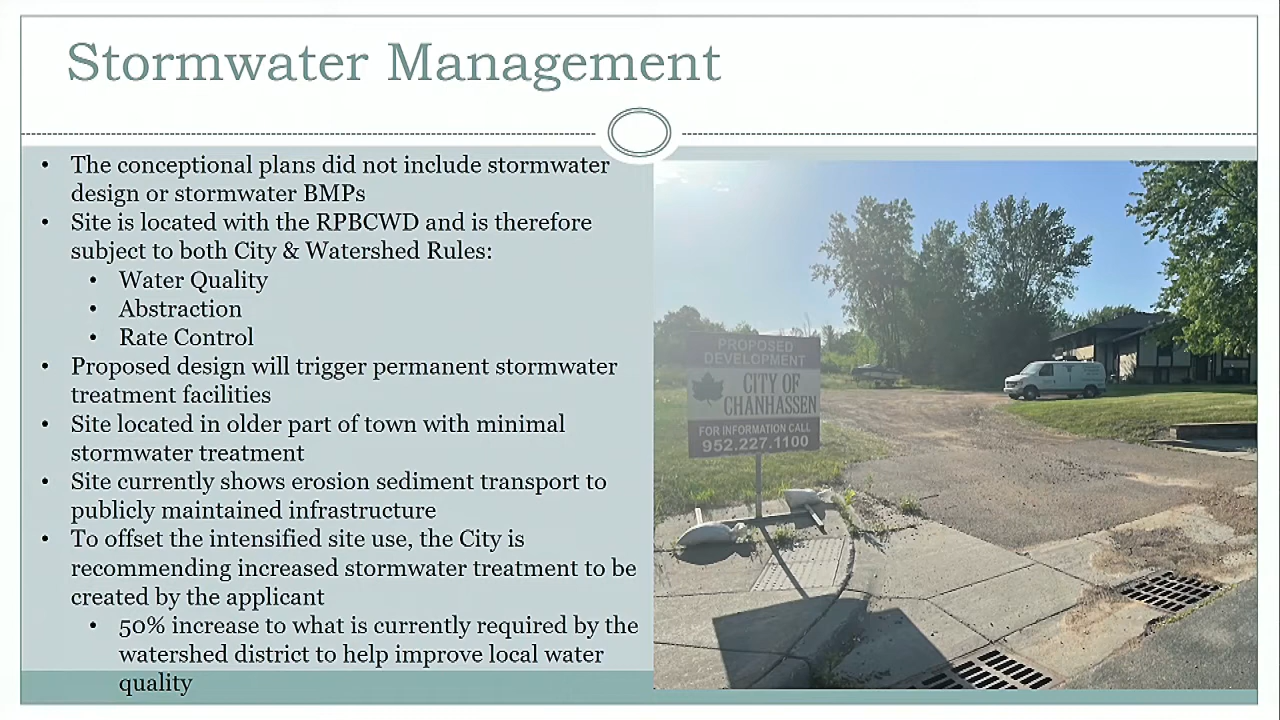 Stormwater Management
• The conceptual plans did not include stormwater
design or stormwater BMPs
• Site is located with the RPBCWD and is therefore
subject to both City & Watershed Rules:
• Water Quality
• Abstraction
• Rate Control
• Proposed design will trigger permanent stormwater
treatment facilities
• Site located in older part of town with minimal
stormwater treatment
• Site currently shows erosion sediment transport to
publicly maintained infrastructure
• To offset the intensified site use, the City is
recommending increased stormwater treatment to be
created by the applicant
• 50% increase to what is currently required by the
watershed district to help improve local water
quality
PROPOSED
DEVELOPMENT
CITY OF
CHANHASSEN
FOR INFORMATION CALL
952.227.1100